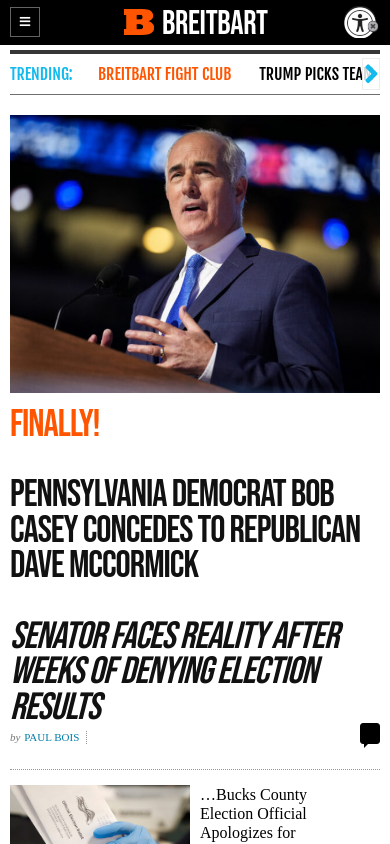 B BREITBART
TRENDING: BREITBART FIGHT CLUB TRUMP PICKS TEA
FINALLY!
PENNSYLVANIA DEMOCRAT BOB
CASEY CONCEDES TO REPUBLICAN
DAVE MCCORMICK
SENATOR FACES REALITY AFTER
WEEKS OF DENYING ELECTION
RESULTS
by PAUL BOIS
…Bucks County
Election Official
Apologizes for